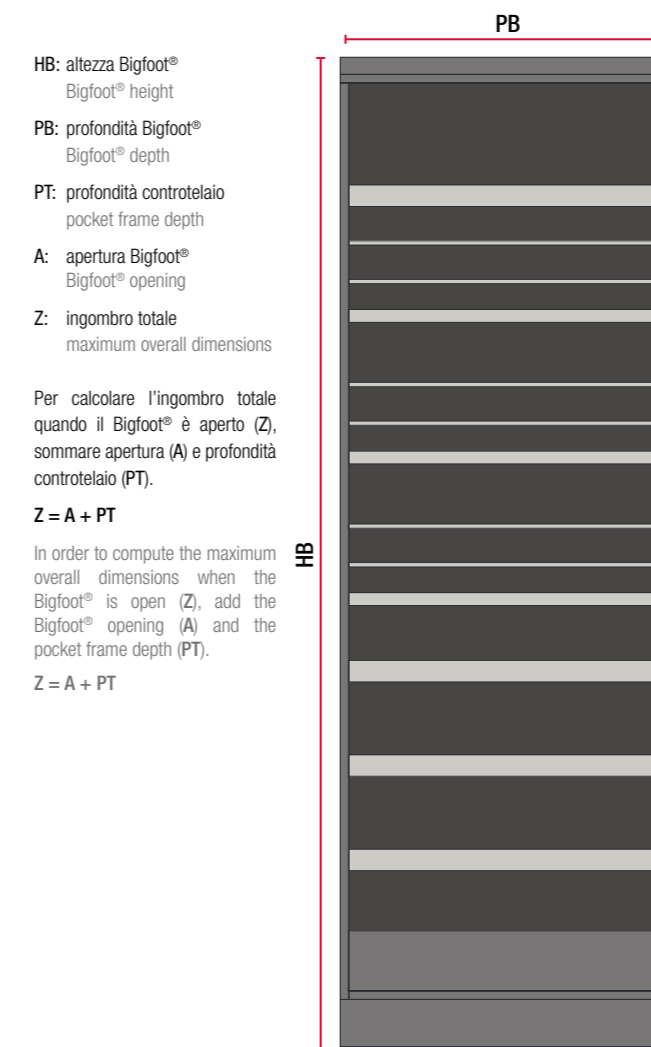 PB
HB: altezza Bigfoot®
Bigfoot® height
PB: profondità Bigfoot®
Bigfoot® depth
PT: profondità controtelaio
pocket frame depth
A: apertura Bigfoot®
Bigfoot® opening
Z: ingombro totale
maximum overall dimensions
Per calcolare l'ingombro totale
quando il Bigfoot® è aperto (Z),
sommare apertura (A) e profondità
controtelaio (PT).
Z = A + PT
In order to compute the maximum
overall dimensions when the
Bigfoot® is open (Z), add the
Bigfoot® opening (A) and the
pocket frame depth (PT).
Z = A + PT
HB